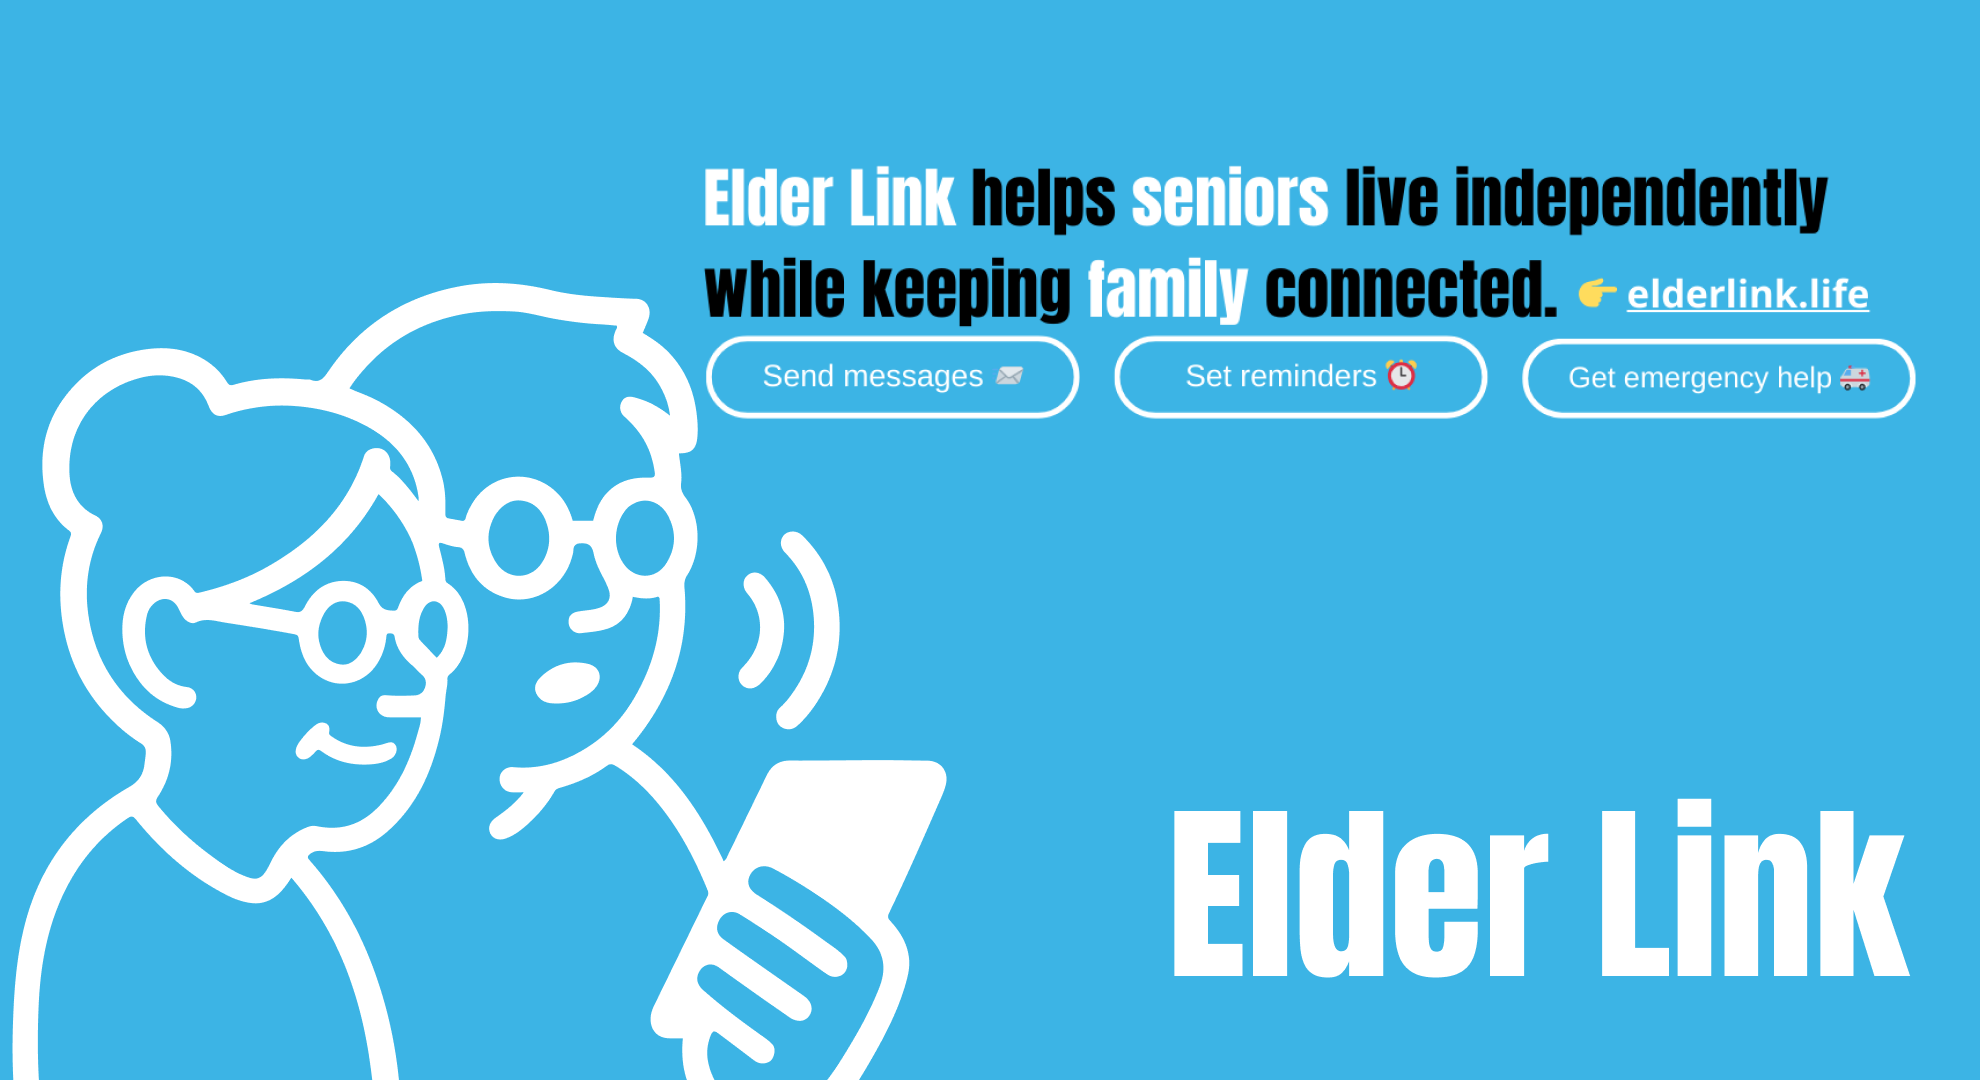 Elder Link helps seniors live independently
while keeping family connected. 👉 elderlink.life
Send messages ✉️ Set reminders ⏰ Get emergency help 🚑
Elder Link